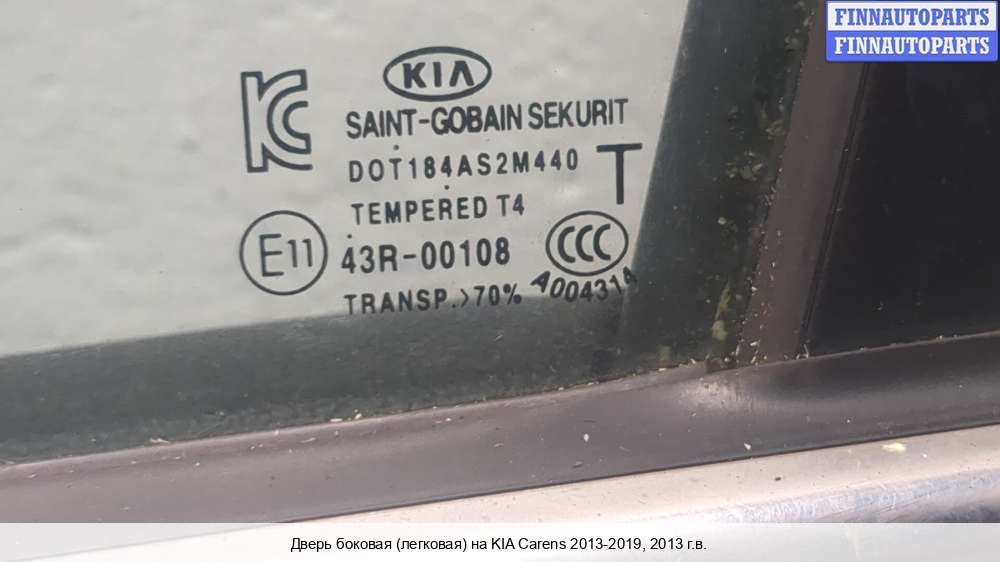 FINNAUTOPARTS
FINNAUTOPARTS
KIA
KC
SAINT-GOBAIN SEKURIT
DOT184AS2M440
T
TEMPERED T4
E11
43R-00108
CCC
TRANSP.>70%
A004314
Дверь боковая (легковая) на KIA Carens 2013-2019, 2013 г.в.